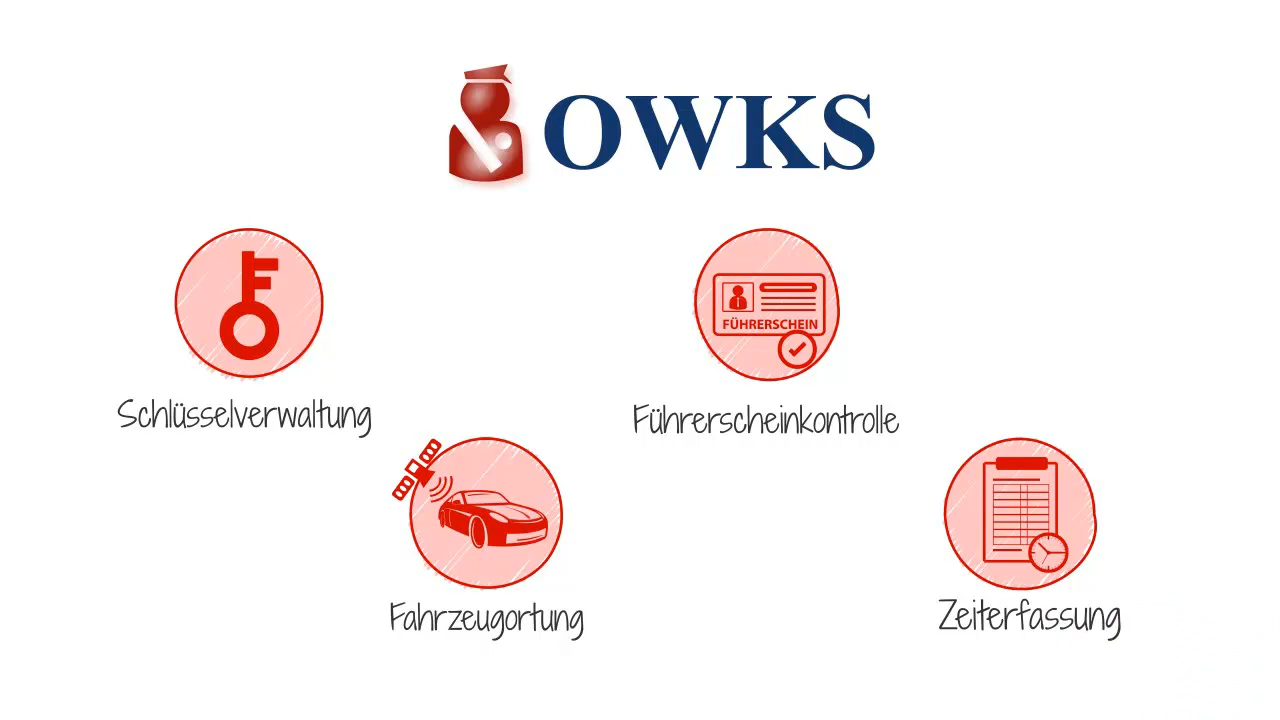 OWKS
FÜHRERSCHEIN
Schlüsselverwaltung
Führerscheinkontrolle
Fahrzeugortung
Zeiterfassung